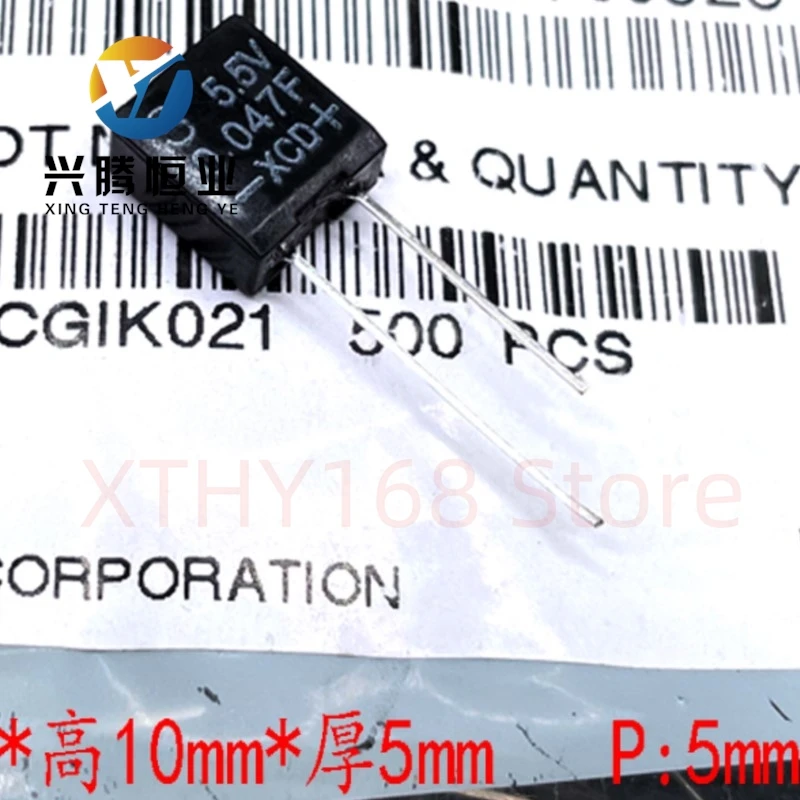 5.5V
0.047F
XCD+
兴腾恒业
XING TENG HENG YE
& QUANTITY
CGIK021 500 PCS
XTHY168 Store
CORPORATION
*高10mm*厚5mm P:5mm